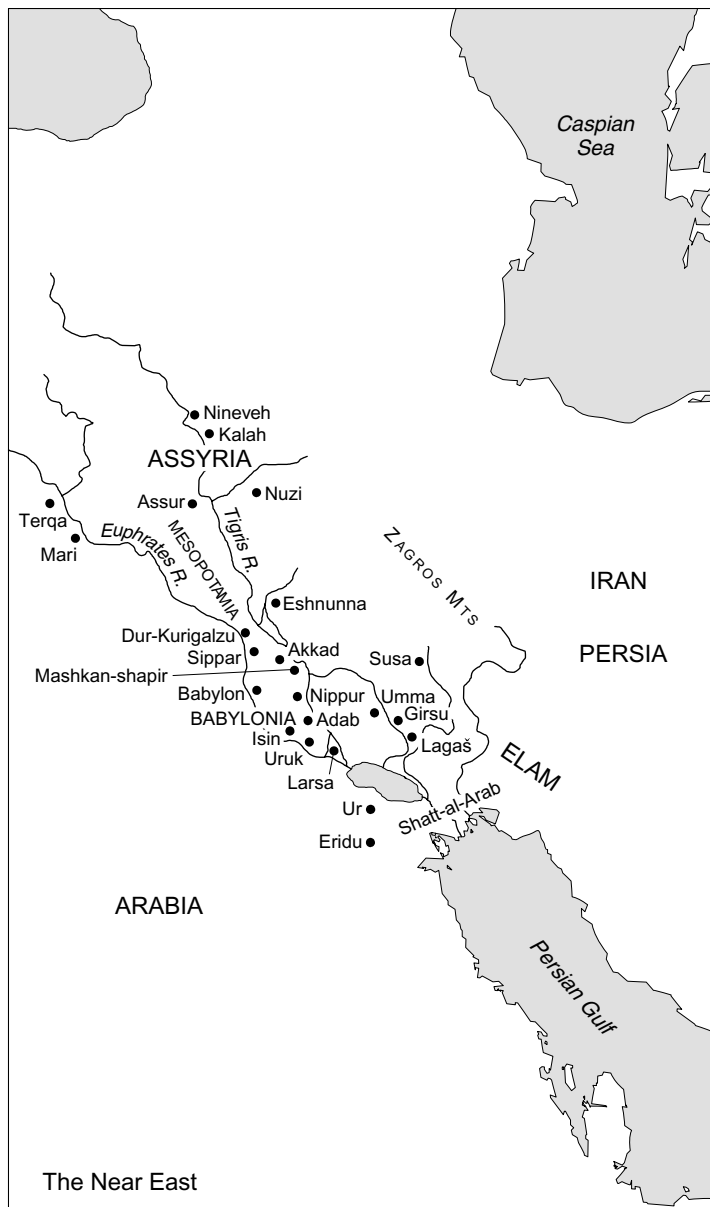 Caspian
Sea
Nineveh
Kalah
ASSYRIA
Assur
Nuzi
Terqa
Mari
Euphrates R.
MESOPOTAMIA
Tigris R.
ZAGROS MTS
IRAN
PERSIA
Eshnunna
Dur-Kurigalzu
Sippar
Akkad
Mashkan-shapir
Susa
Babylon
Nippur
Umma
Girsu
BABYLONIA
Adab
Isin
Lagaš
Uruk
Larsa
ELAM
Ur
Shatt-al-Arab
Eridu
ARABIA
Persian Gulf
The Near East